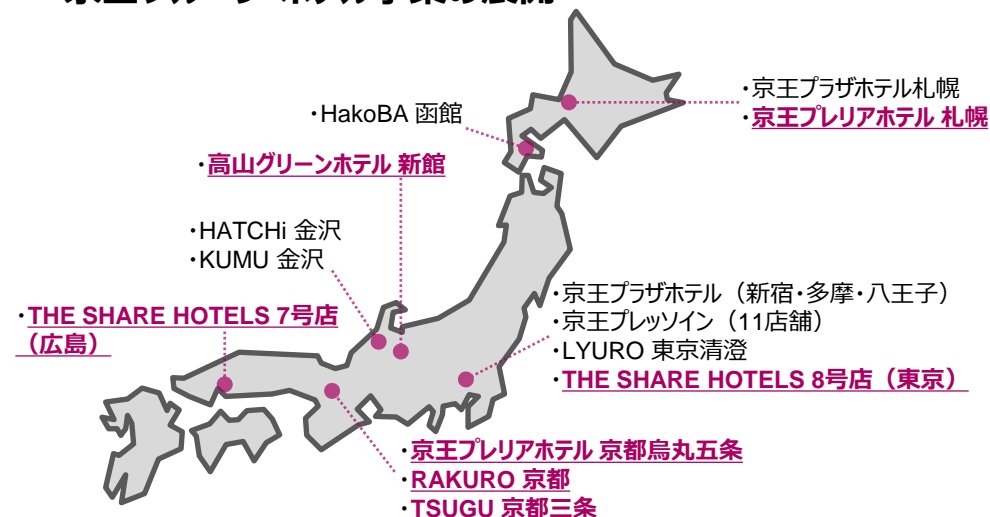 ・京王プラザホテル札幌
・京王プレリアホテル 札幌
・HakoBA 函館
・高山グリーンホテル 新館
・HATCHi 金沢
・KUMU 金沢
・京王プラザホテル（新宿・多摩・八王子）
・京王プレッソイン（11店舗）
・LYURO 東京清澄
・THE SHARE HOTELS 8号店（東京）
・THE SHARE HOTELS 7号店
（広島）
・京王プレリアホテル 京都烏丸五条
・RAKURO 京都
・TSUGU 京都三条